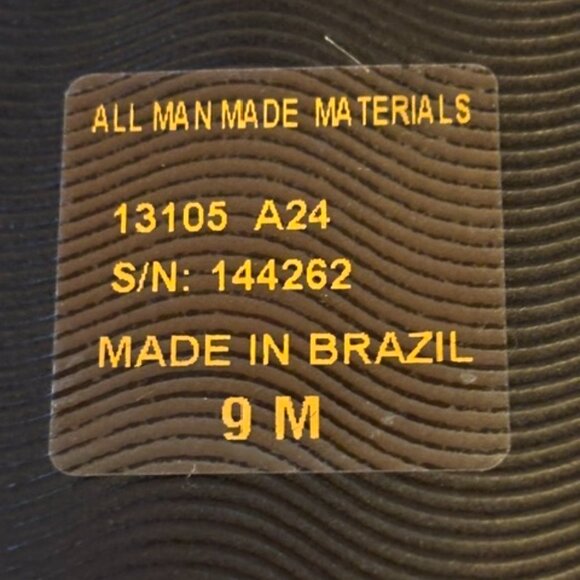 ALL MAN MADE MATERIALS
13105 A24
S/N: 144262
MADE IN BRAZIL
9 M